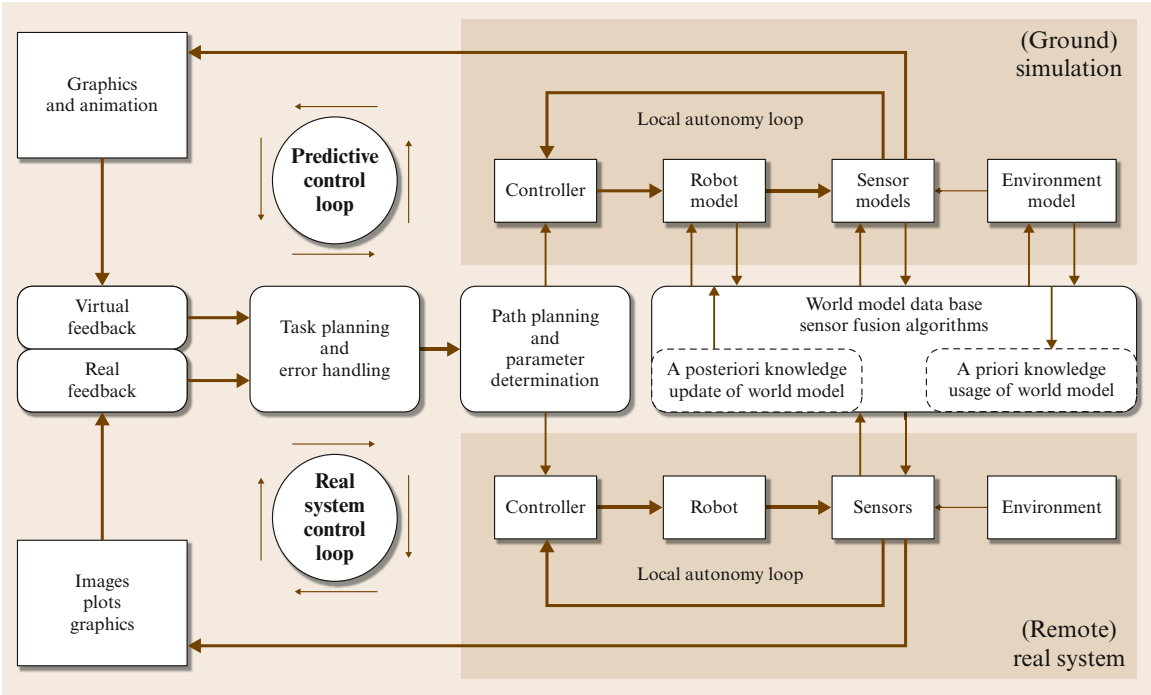 (Ground)
simulation
Graphics
and animation
Predictive
control
loop
Local autonomy loop
Controller
Robot
model
Sensor
models
Environment
model
Virtual
feedback
Real
feedback
Task planning
and
error handling
Path planning
and
parameter
determination
World model data base
sensor fusion algorithms
A posteriori knowledge
update of world model
A priori knowledge
usage of world model
Real
system
control
loop
Controller
Robot
Sensors
Environment
Local autonomy loop
Images
plots
graphics
(Remote)
real system